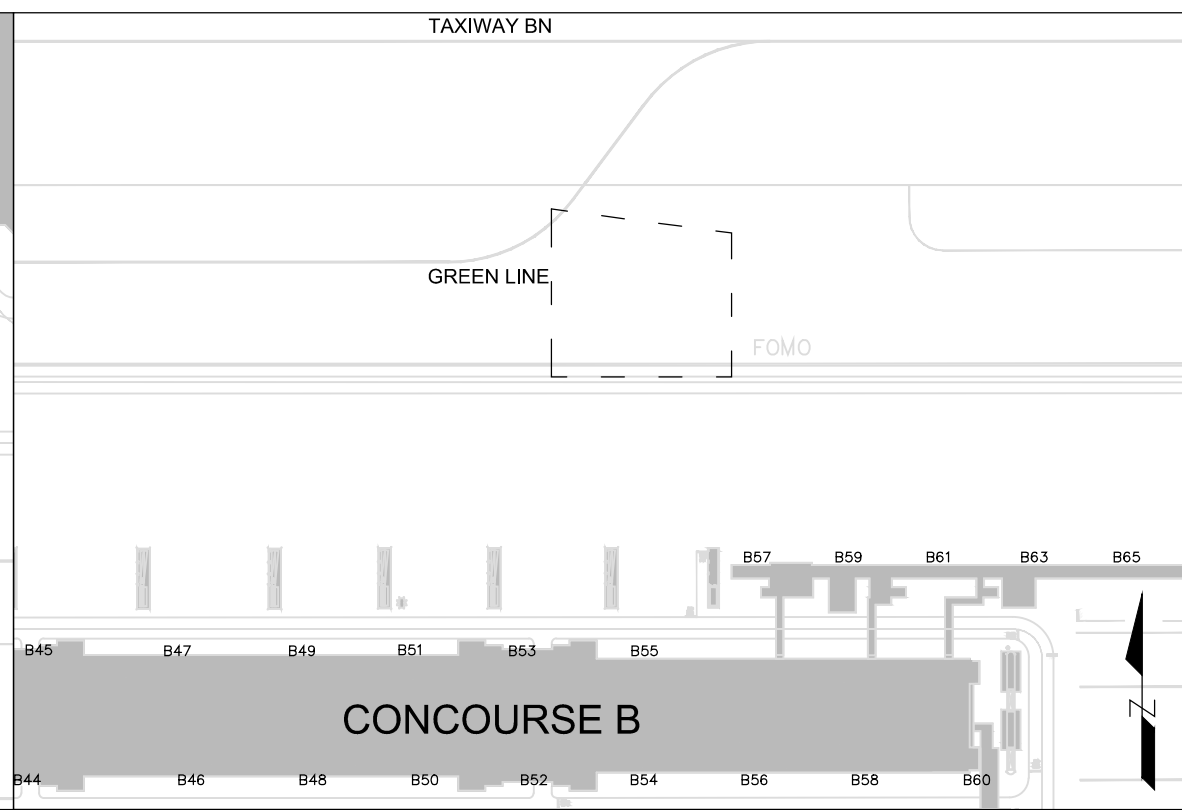 TAXIWAY BN
GREEN LINE
FOMO
B57 B59 B61 B63 B65
B45 B47 B49 B51 B53 B55
CONCOURSE B
N
B44 B46 B48 B50 B52 B54 B56 B58 B60